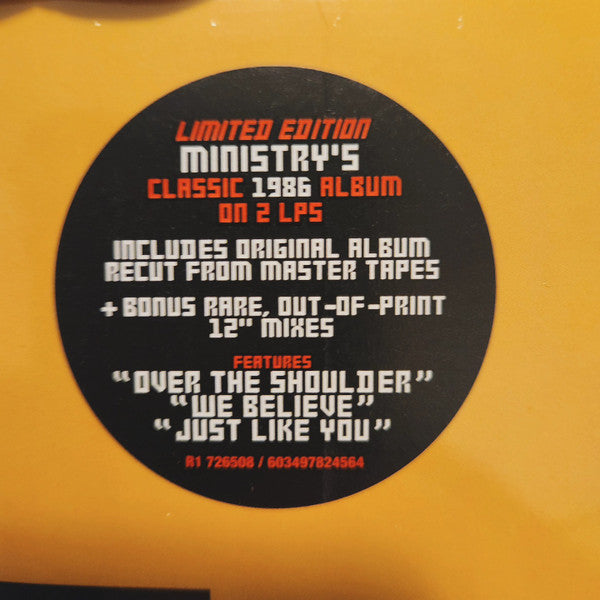 LIMITED EDITION
MINISTRY'S
CLASSIC 1986 ALBUM
ON 2 LPS
INCLUDES ORIGINAL ALBUM
RECUT FROM MASTER TAPES
+ BONUS RARE, OUT-OF-PRINT
12" MIXES
FEATURES
“OVER THE SHOULDER”
“WE BELIEVE”
“JUST LIKE YOU”
R1 726508 / 603497824564